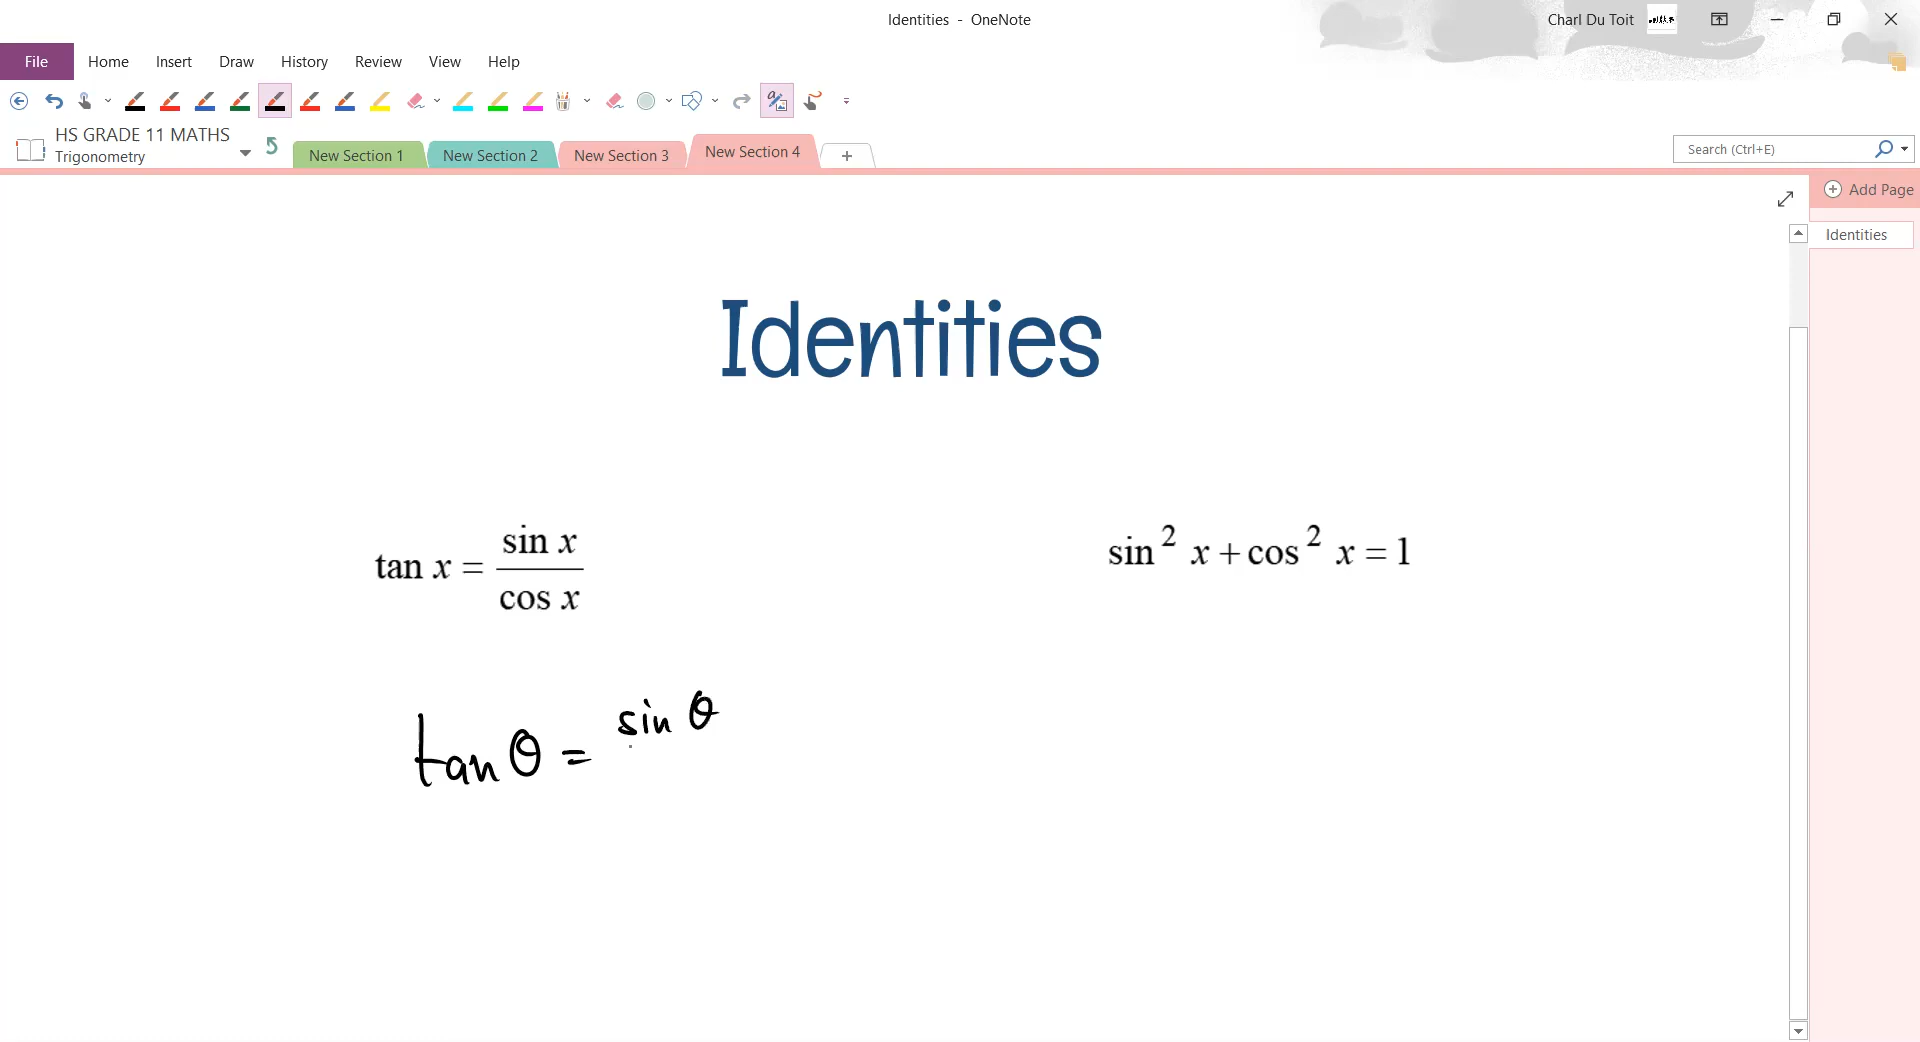 Identities - OneNote
Charl Du Toit
File Home Insert Draw History Review View Help
HS GRADE 11 MATHS
Trigonometry
New Section 1 New Section 2 New Section 3 New Section 4 +
Search (Ctrl+E)
Add Page
Identities
Identities
tan x = sin x / cos x
sin² x + cos² x = 1
tan θ = sin θ